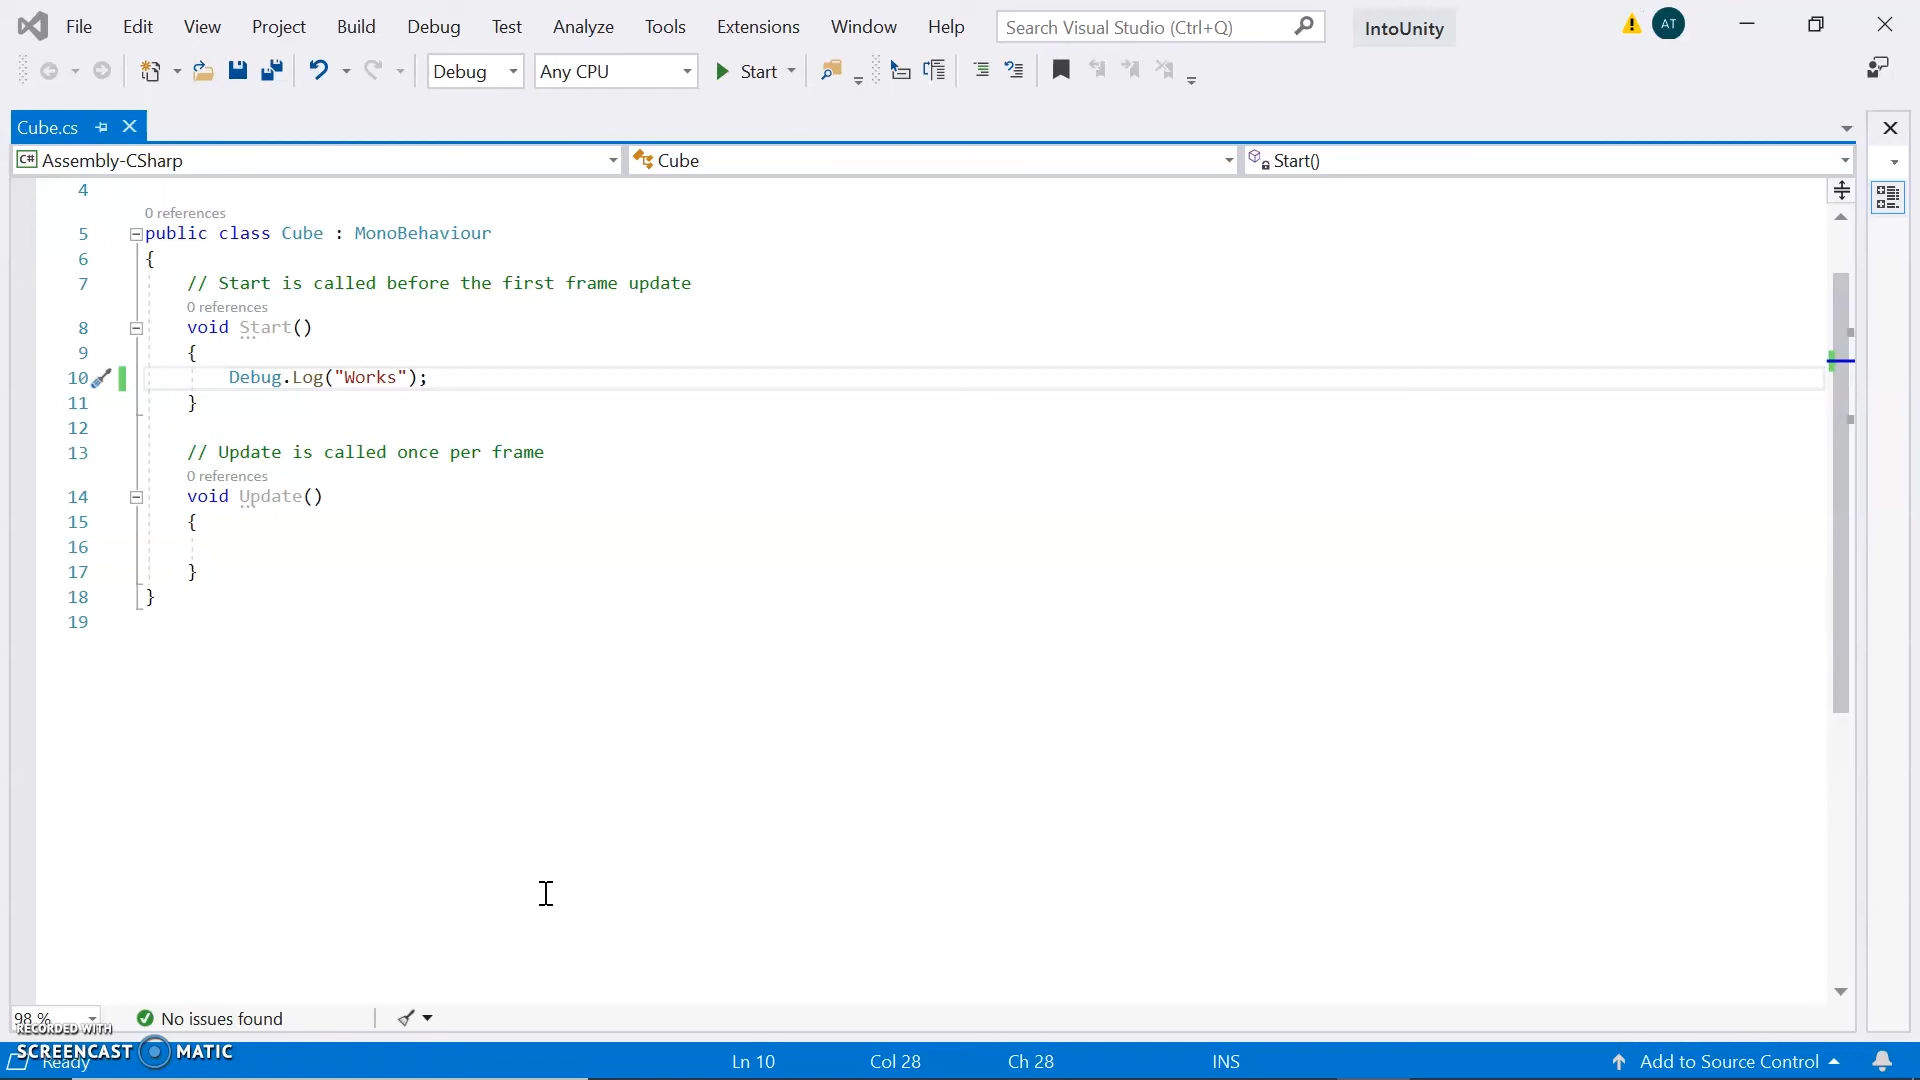 File Edit View Project Build Debug Test Analyze Tools Extensions Window Help Search Visual Studio (Ctrl+Q) IntoUnity AT
Debug Any CPU Start
Cube.cs
C# Assembly-CSharp Cube Start()
4
0 references
5 public class Cube : MonoBehaviour
6 {
7 // Start is called before the first frame update
0 references
8 void Start()
9 {
10 Debug.Log("Works");
11 }
12
13 // Update is called once per frame
0 references
14 void Update()
15 {
16
17 }
18 }
19
98 % No issues found
RECORDED WITH
SCREENCAST MATIC
Ready Ln 10 Col 28 Ch 28 INS Add to Source Control